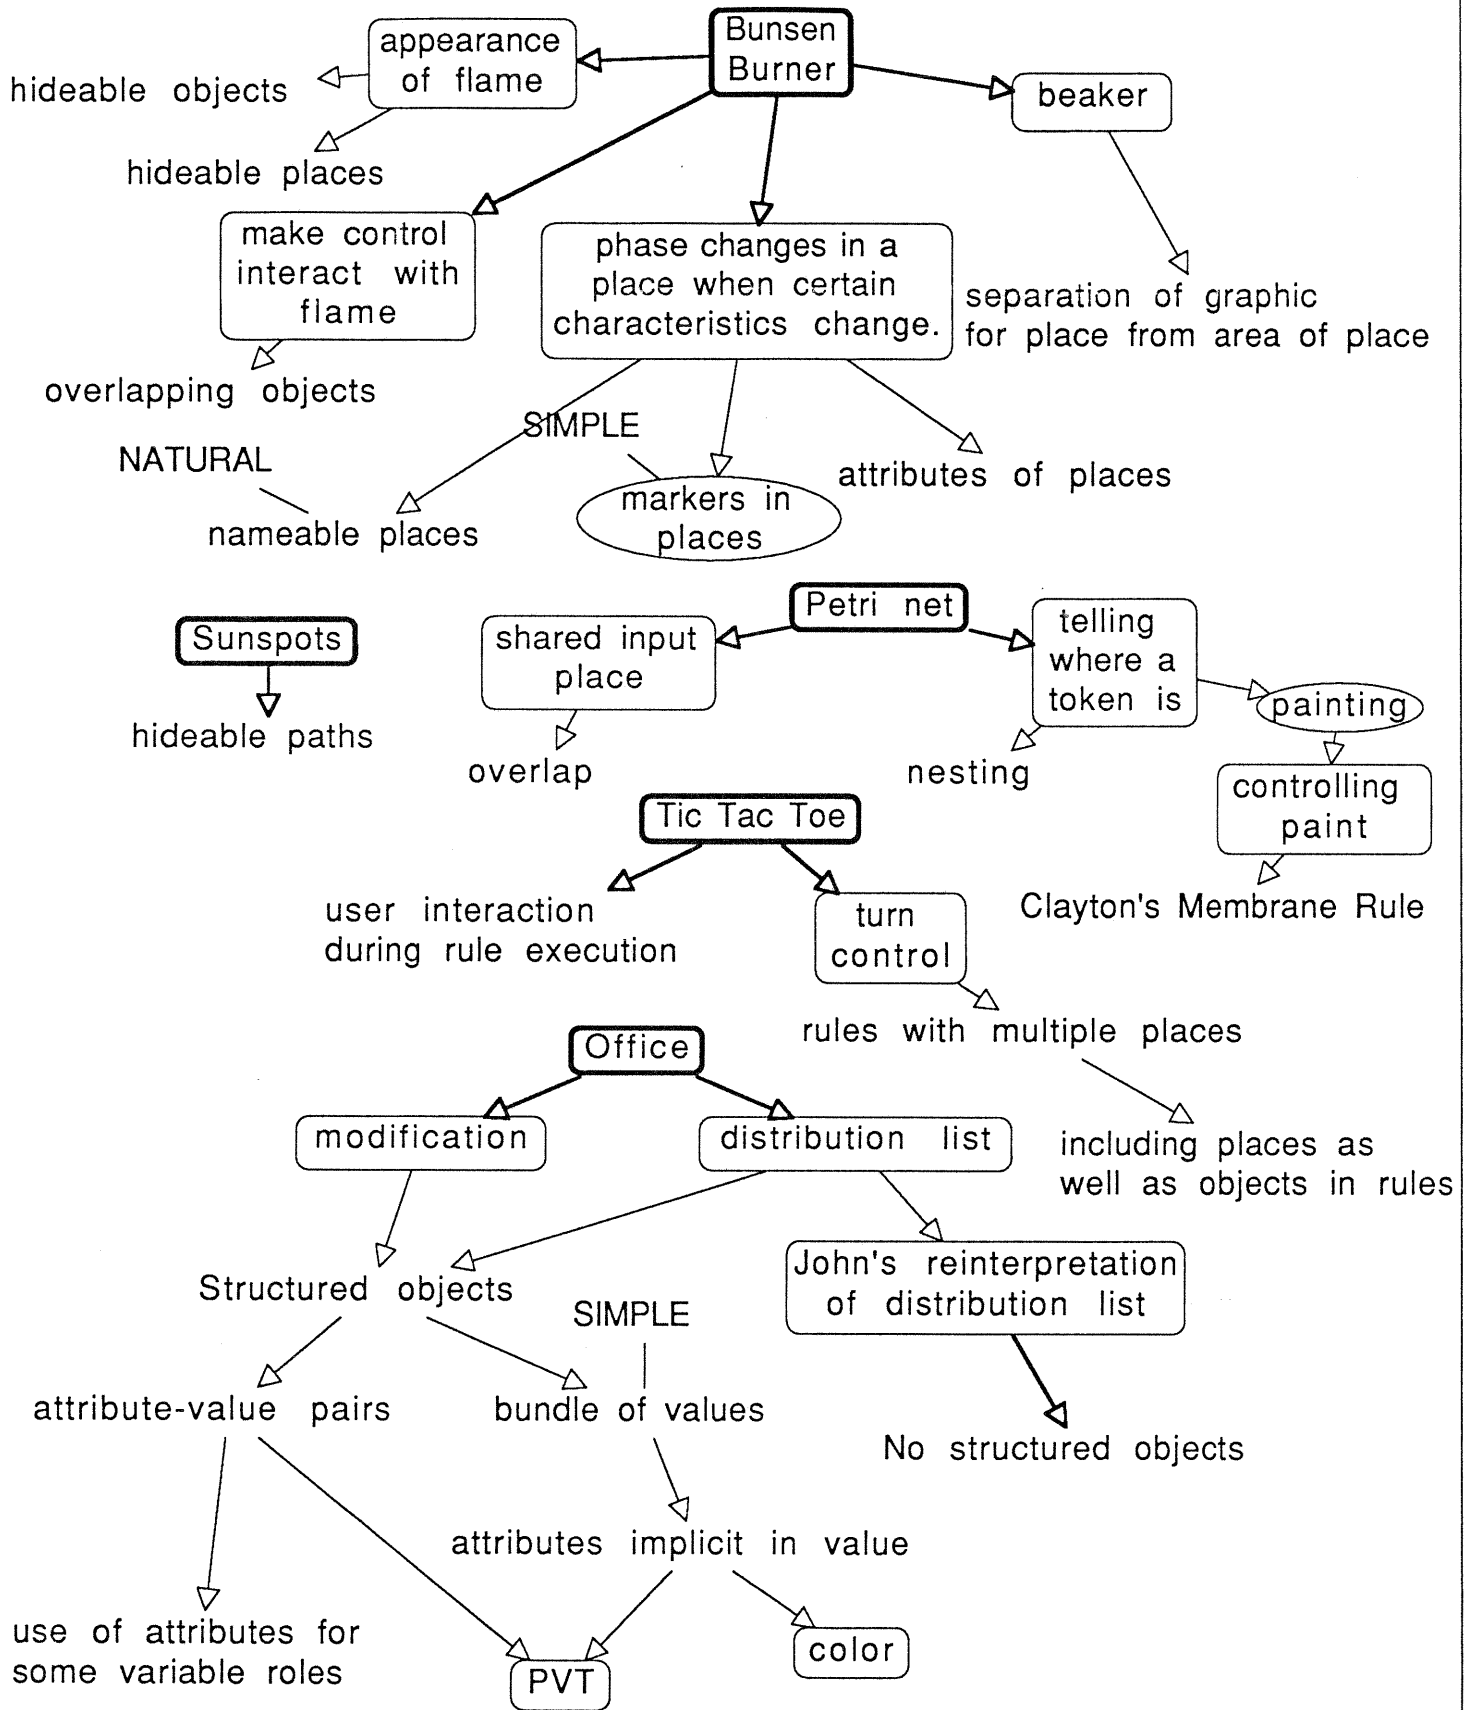 Bunsen
Burner
appearance
of flame
beaker
hideable objects
hideable places
make control
interact with
flame
phase changes in a
place when certain
characteristics change.
separation of graphic
for place from area of place
overlapping objects
SIMPLE
NATURAL
attributes of places
markers in
places
nameable places
Petri net
Sunspots
shared input
place
telling
where a
token is
painting
hideable paths
overlap
nesting
controlling
paint
Tic Tac Toe
user interaction
during rule execution
turn
control
Clayton's Membrane Rule
rules with multiple places
Office
modification
distribution list
including places as
well as objects in rules
Structured objects
John's reinterpretation
of distribution list
SIMPLE
attribute-value pairs
bundle of values
No structured objects
attributes implicit in value
use of attributes for
some variable roles
PVT
color